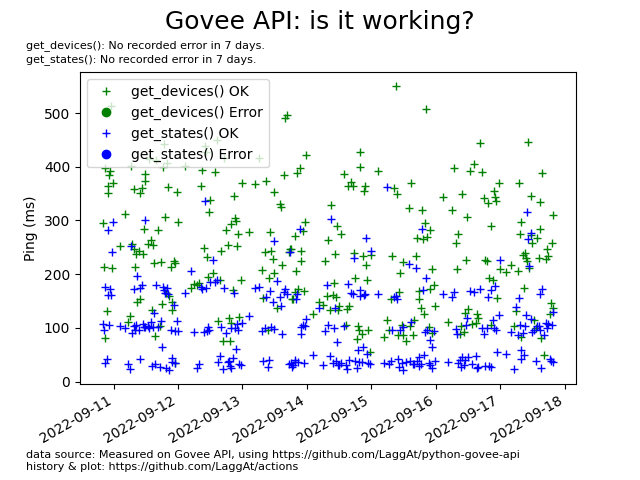 Govee API: is it working?
get_devices(): No recorded error in 7 days.
get_states(): No recorded error in 7 days.
get_devices() OK
get_devices() Error
get_states() OK
get_states() Error
Ping (ms)
500
400
300
200
100
0
2022-09-11
2022-09-12
2022-09-13
2022-09-14
2022-09-15
2022-09-16
2022-09-17
2022-09-18
data source: Measured on Govee API, using https://github.com/LaggAt/python-govee-api
history & plot: https://github.com/LaggAt/actions